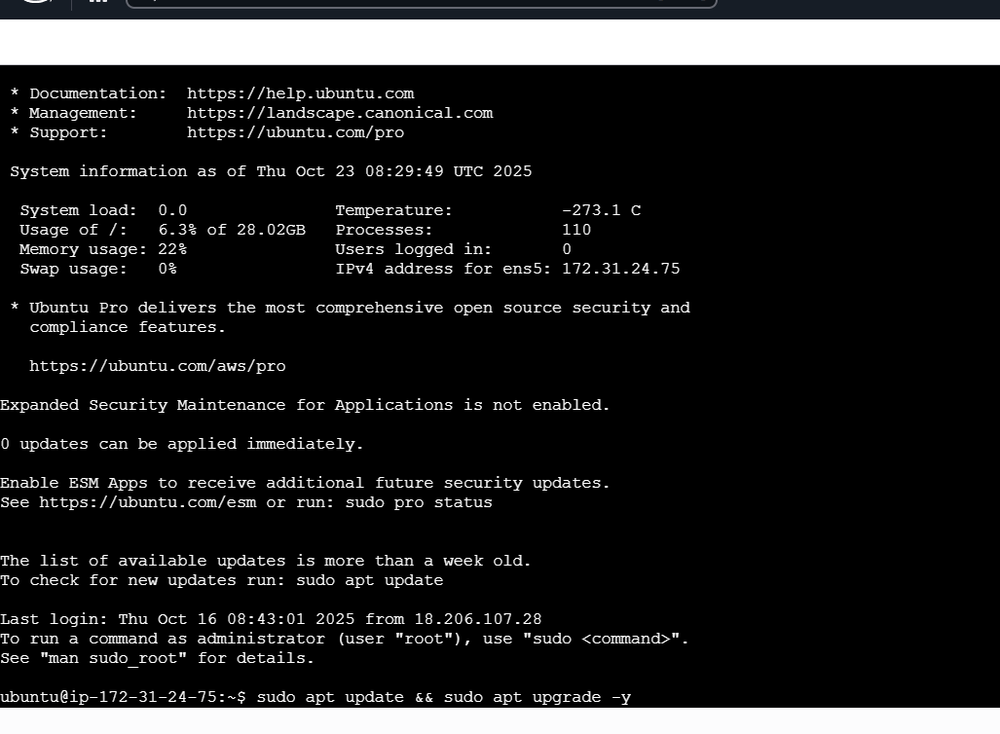 * Documentation:  https://help.ubuntu.com
* Management:     https://landscape.canonical.com
* Support:        https://ubuntu.com/pro
System information as of Thu Oct 23 08:29:49 UTC 2025
System load:  0.0               Temperature:           -273.1 C
Usage of /:   6.3% of 28.02GB   Processes:             110
Memory usage: 22%               Users logged in:       0
Swap usage:   0%                IPv4 address for ens5: 172.31.24.75
* Ubuntu Pro delivers the most comprehensive open source security and
compliance features.
https://ubuntu.com/aws/pro
Expanded Security Maintenance for Applications is not enabled.
0 updates can be applied immediately.
Enable ESM Apps to receive additional future security updates.
See https://ubuntu.com/esm or run: sudo pro status
The list of available updates is more than a week old.
To check for new updates run: sudo apt update
Last login: Thu Oct 16 08:43:01 2025 from 18.206.107.28
To run a command as administrator (user "root"), use "sudo <command>".
See "man sudo_root" for details.
ubuntu@ip-172-31-24-75:~$ sudo apt update && sudo apt upgrade -y